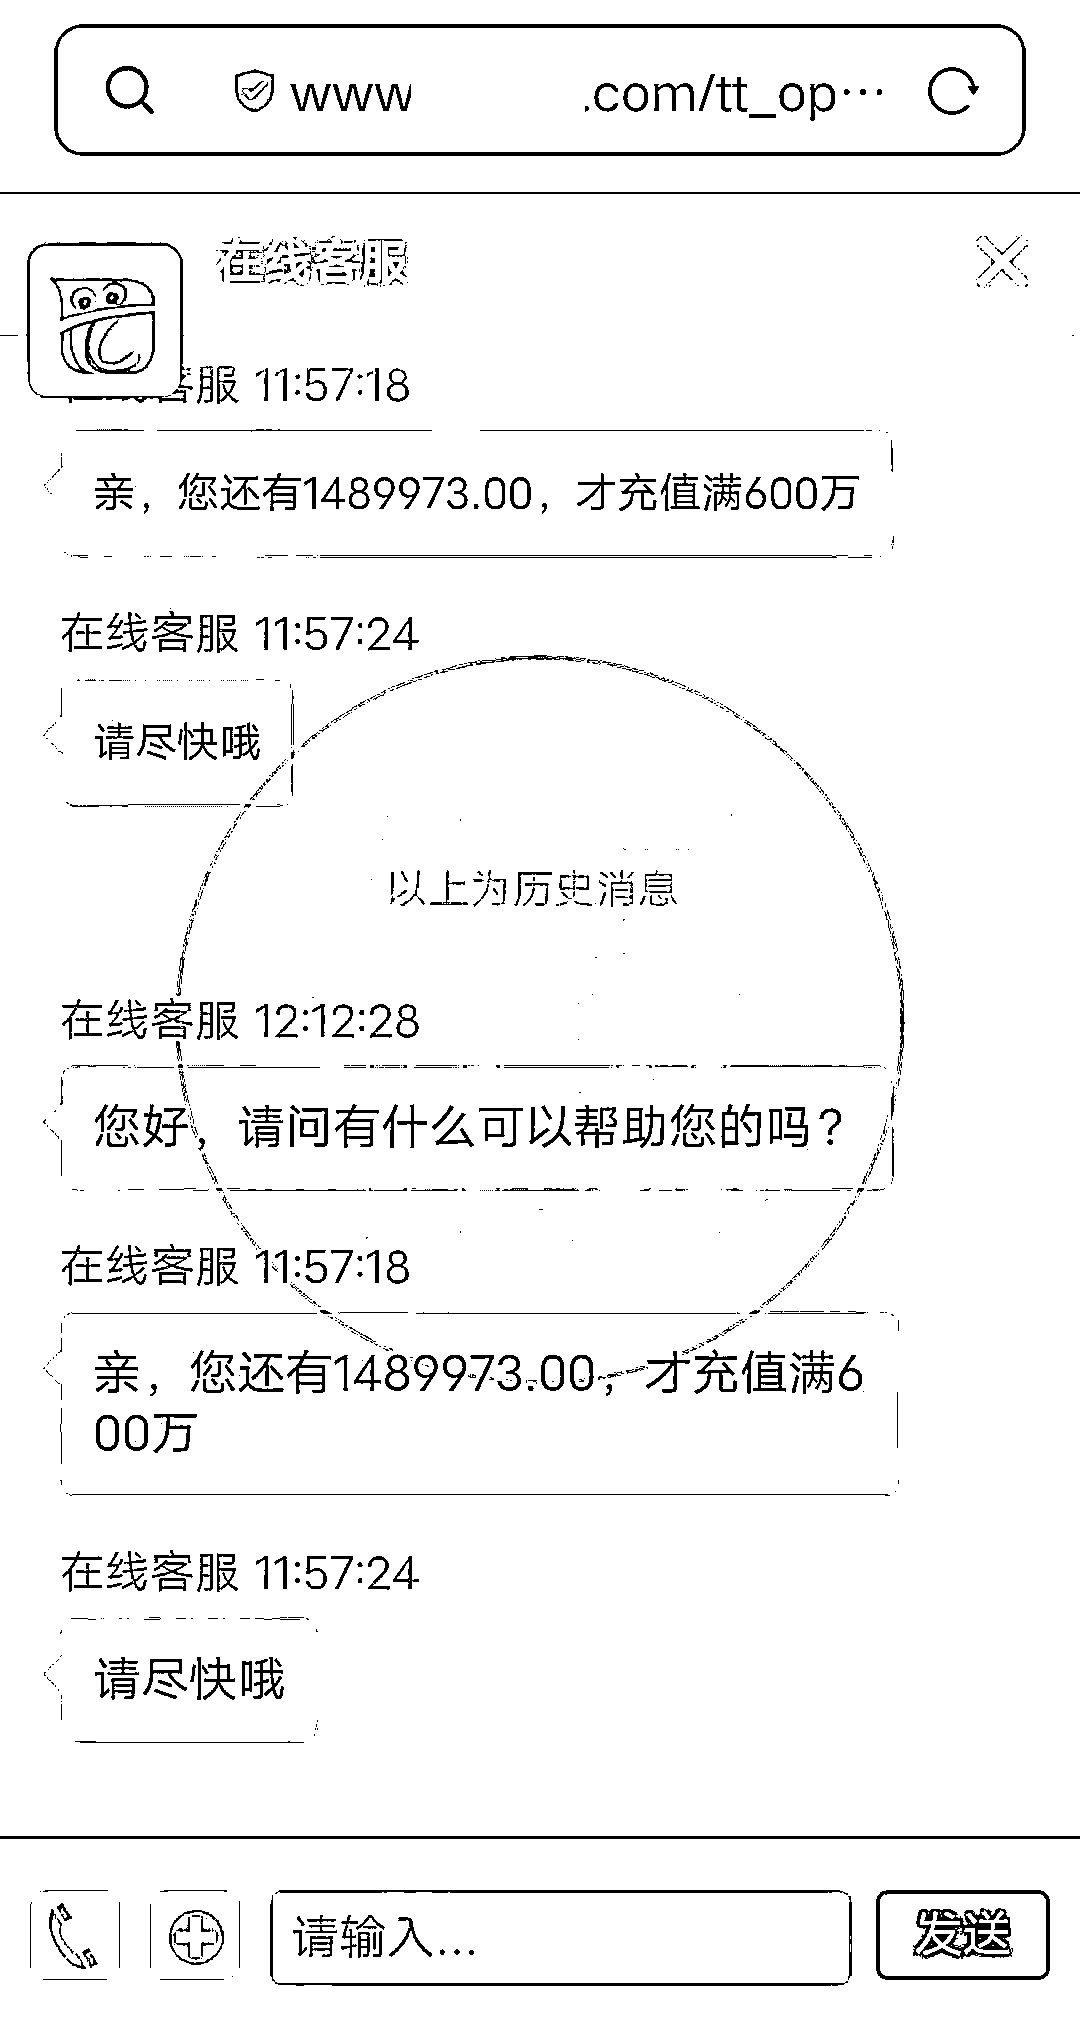 www .com/tt_op…
在线客服
客服 11:57:18
亲，您还有1489973.00，才充值满600万
在线客服 11:57:24
请尽快哦
以上为历史消息
在线客服 12:12:28
您好，请问有什么可以帮助您的吗？
在线客服 11:57:18
亲，您还有1489973.00，才充值满6
00万
在线客服 11:57:24
请尽快哦
请输入...
发送